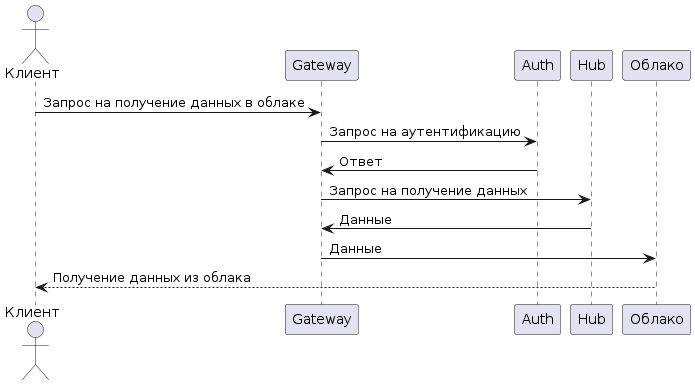 Клиент
Gateway
Auth
Hub
Облако
Запрос на получение данных в облаке
Запрос на аутентификацию
Ответ
Запрос на получение данных
Данные
Данные
Получение данных из облака
Клиент
Gateway
Auth
Hub
Облако